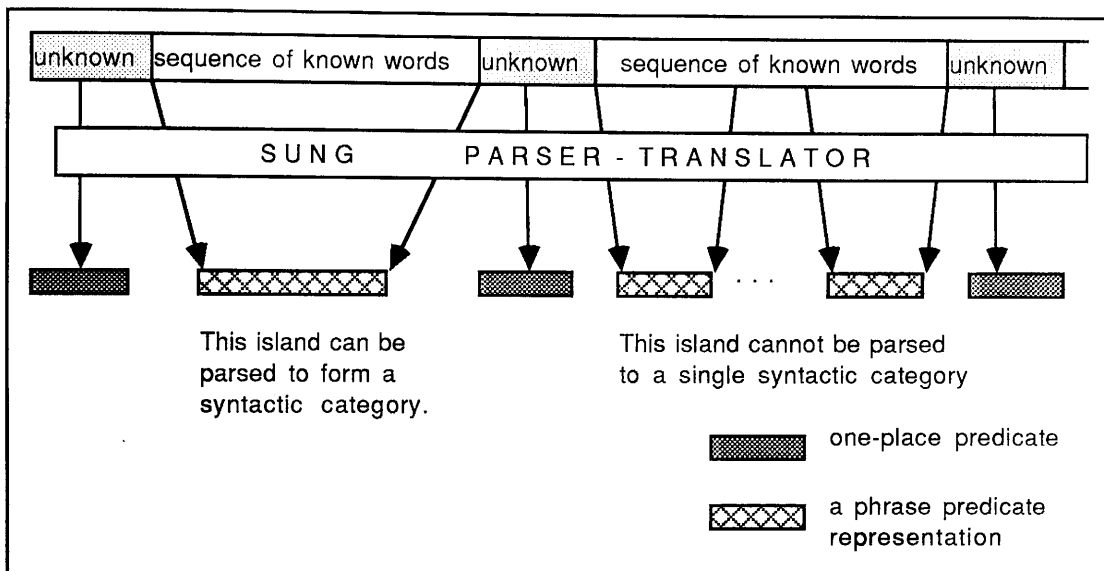 unknown sequence of known words unknown sequence of known words unknown
SUNG PARSER - TRANSLATOR
. . .
This island can be
parsed to form a
syntactic category.
This island cannot be parsed
to a single syntactic category
one-place predicate
a phrase predicate
representation